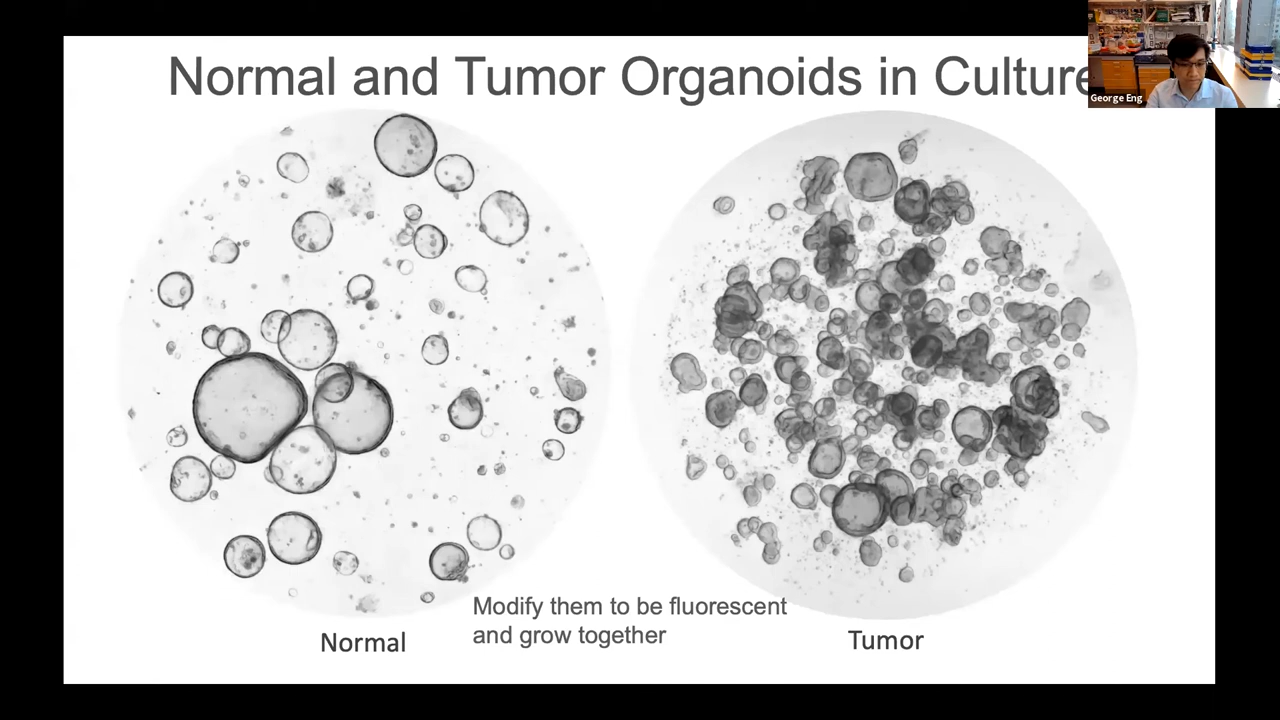 Normal and Tumor Organoids in Culture
George Eng
Modify them to be fluorescent
and grow together
Normal
Tumor